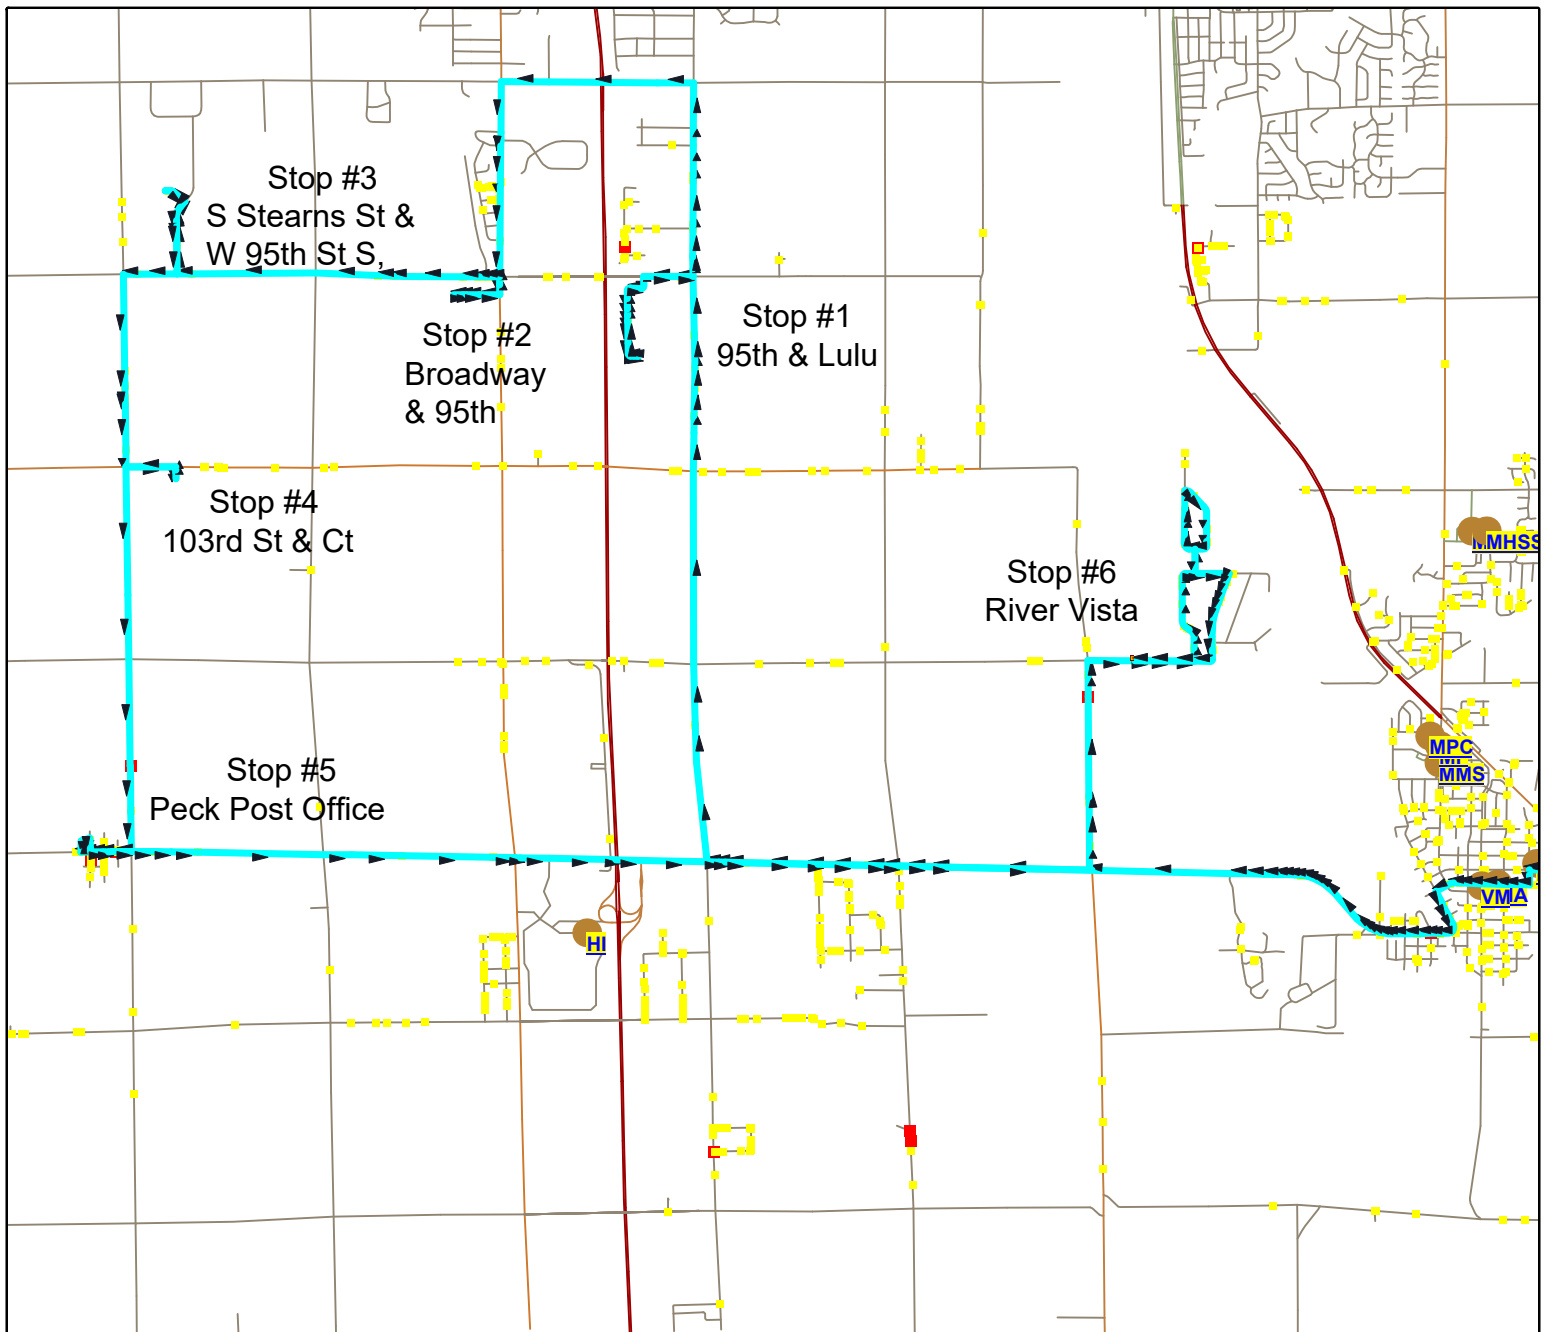 Stop #3
S Stearns St &
W 95th St S,
Stop #2
Broadway
& 95th
Stop #1
95th & Lulu
Stop #4
103rd St & Ct
Stop #6
River Vista
MMHSS
MPC
MMS
Stop #5
Peck Post Office
HI